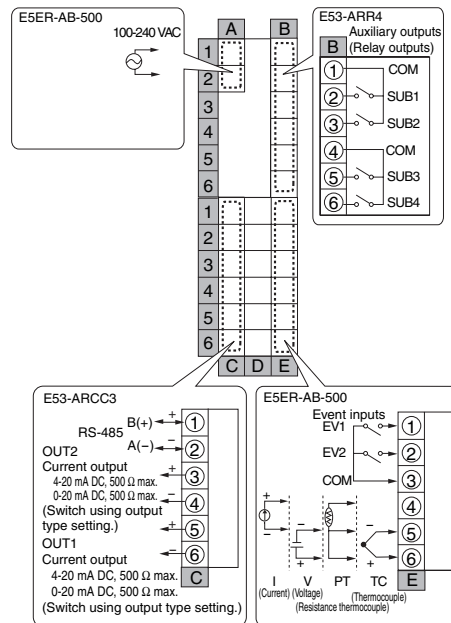 E5ER-AB-500
100-240 VAC
A
B
1
2
3
4
5
6
1
2
3
4
5
6
C D E
E53-ARR4
Auxiliary outputs
(Relay outputs)
B
1 COM
2 SUB1
3 SUB2
4 COM
5 SUB3
6 SUB4
E53-ARCC3
RS-485
B(+) + 1
A(−) − 2
OUT2
Current output
4-20 mA DC, 500 Ω max.
0-20 mA DC, 500 Ω max.
(Switch using output
type setting.)
+ 3
− 4
OUT1
Current output
4-20 mA DC, 500 Ω max.
0-20 mA DC, 500 Ω max.
(Switch using output type setting.)
+ 5
− 6
C
E5ER-AB-500
Event inputs
EV1 1
EV2 2
COM 3
4
5
6
+ − − + − +
I V PT TC
(Current) (Voltage) (Thermocouple)
(Resistance thermocouple)
E